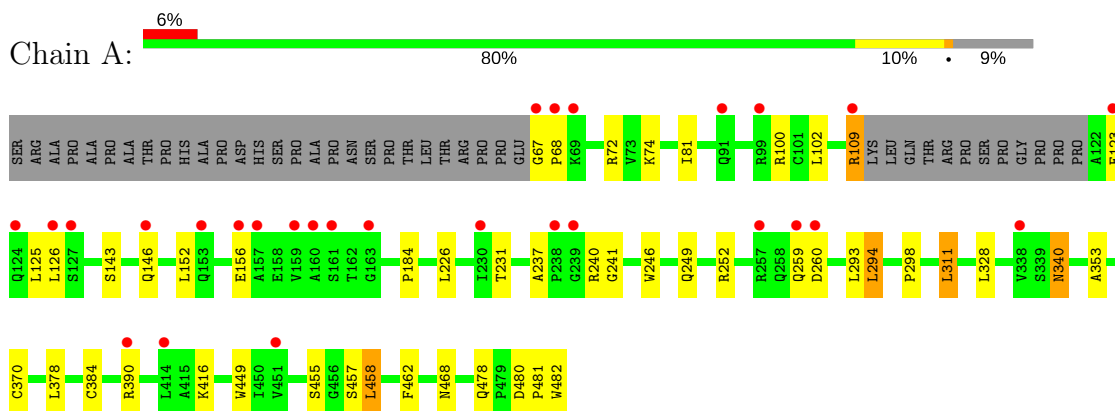 6%
Chain A:
80% 10% • 9%
SER ARG ALA PRO ALA PRO ALA THR PRO HIS ALA PRO ASP HIS SER PRO ALA PRO ASN SER PRO THR LEU THR ARG PRO PRO GLU G67 P68 K69 R72 V73 K74 I81 Q91 R99 R100 C101 L102 R109 LYS LEU GLN THR ARG PRO SER PRO GLY PRO PRO PRO A122
Q124 L125 L126 S127 S143 Q146 L152 Q153 E156 A157 E158 V159 A160 S161 T162 G163 P184 L226 I230 T231 A237 P238 G239 R240 G241 W246 Q249 R252 R257 Q258 Q259 D260 L293 L294 P298 L311 L328 V338 S339 N340 A353
C370 L378 C384 R390 L414 A415 K416 W449 I450 V451 S455 G456 S457 L458 F462 N468 Q478 P479 D480 P481 W482